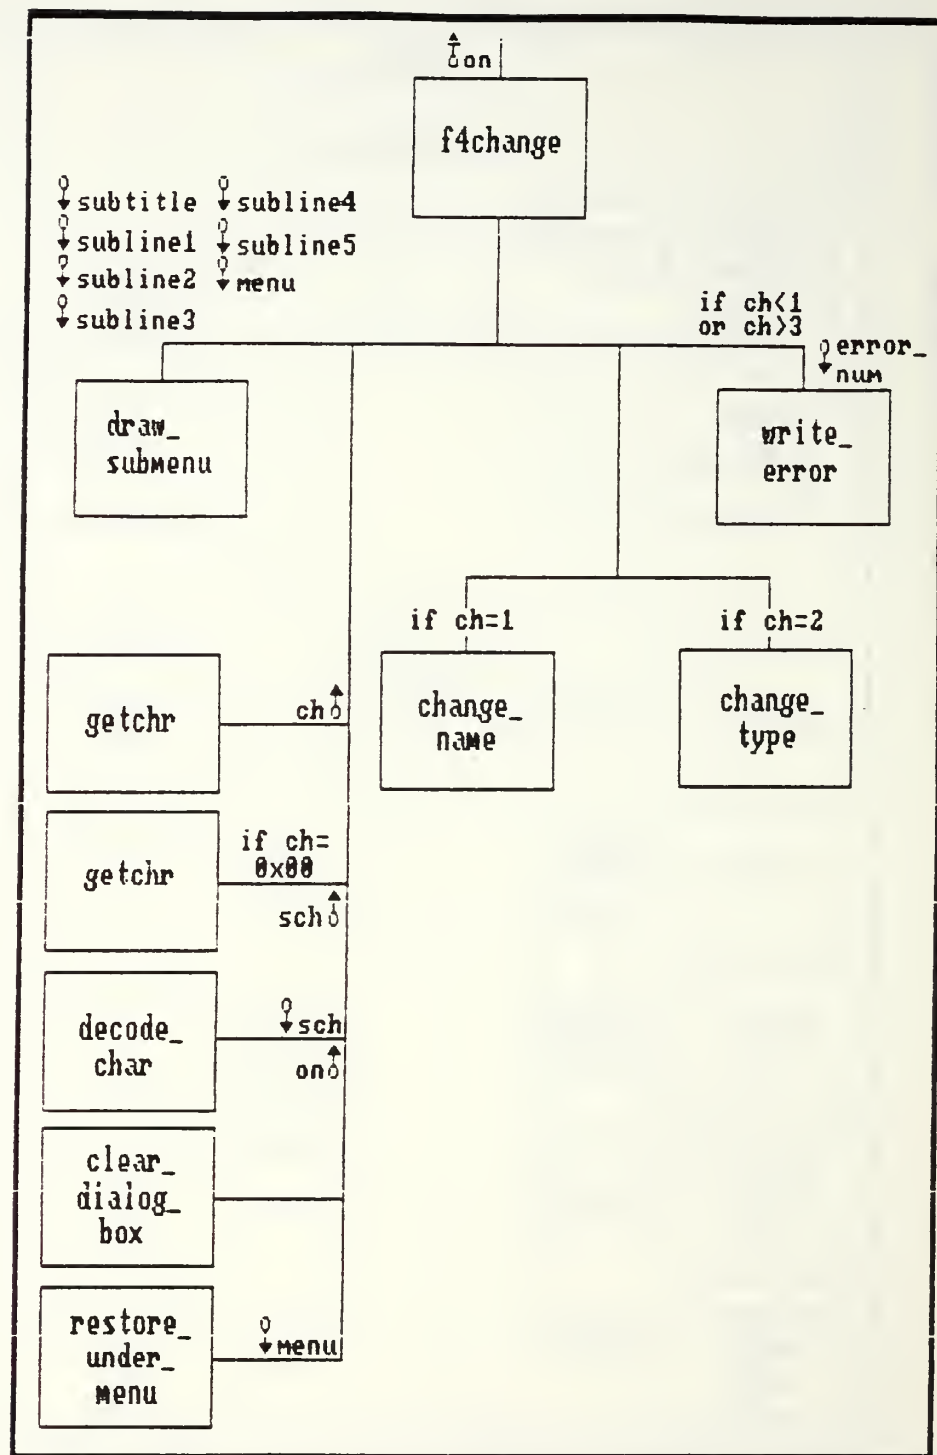 on
f4change
subtitle subline4
subline1 subline5
subline2 menu
subline3
if ch<1
or ch>3
error_
num
draw_
submenu
write_
error
if ch=1 if ch=2
getchr
ch
change_
name
change_
type
getchr
if ch=
0x00
sch
decode_
char
sch
on
clear_
dialog_
box
restore_
under_
menu
menu